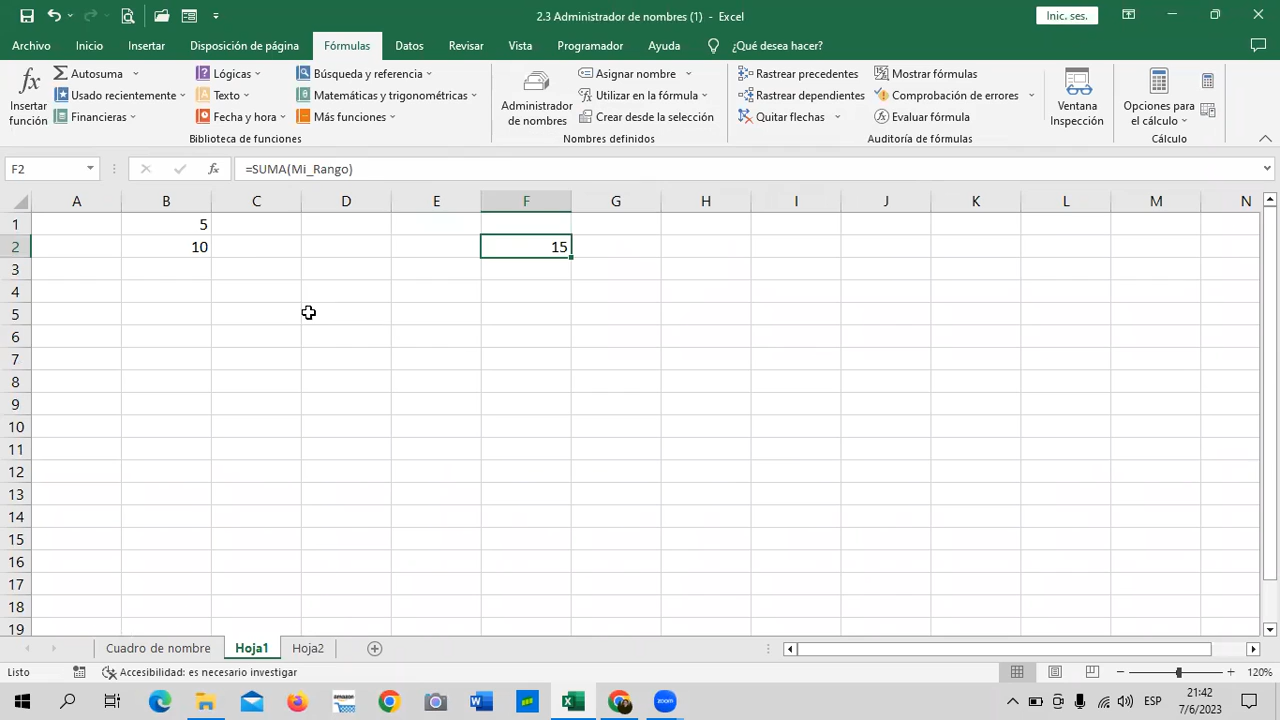 2.3 Administrador de nombres (1) - Excel
Inic. ses.
Archivo Inicio Insertar Disposición de página Fórmulas Datos Revisar Vista Programador Ayuda ¿Qué desea hacer?
fx Insertar función
Autosuma
Usado recientemente
Financieras
Lógicas
Texto
Fecha y hora
Búsqueda y referencia
Matemáticas y trigonométricas
Más funciones
Biblioteca de funciones
Administrador de nombres
Asignar nombre
Utilizar en la fórmula
Crear desde la selección
Nombres definidos
Rastrear precedentes
Rastrear dependientes
Quitar flechas
Mostrar fórmulas
Comprobación de errores
Evaluar fórmula
Auditoría de fórmulas
Ventana Inspección
Opciones para el cálculo
Cálculo
F2 fx =SUMA(Mi_Rango)
A B C D E F G H I J K L M N
1 5
2 10 15
3
4
5
6
7
8
9
10
11
12
13
14
15
16
17
18
19
Cuadro de nombre Hoja1 Hoja2
Listo Accesibilidad: es necesario investigar 120%
amazon W zoom ESP 21:42
7/6/2023